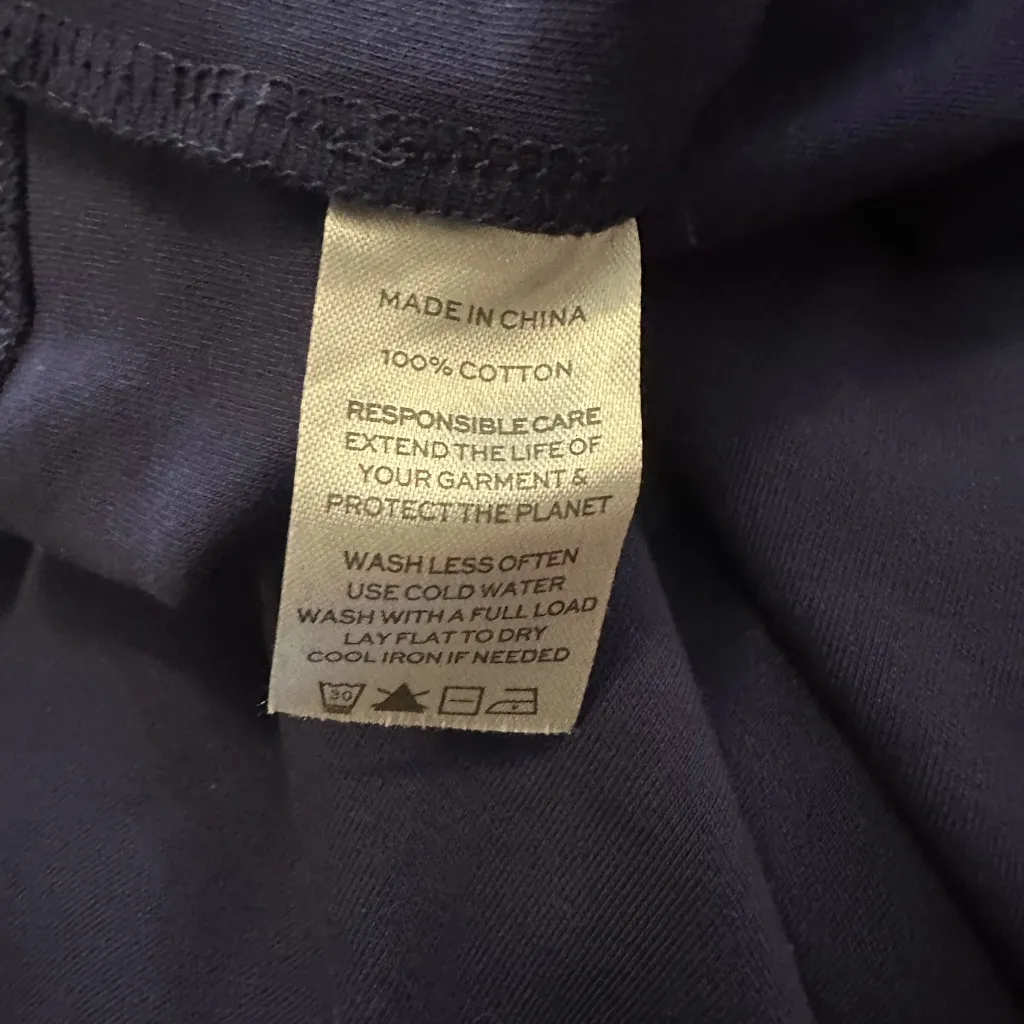 MADE IN CHINA
100% COTTON
RESPONSIBLE CARE
EXTEND THE LIFE OF
YOUR GARMENT &
PROTECT THE PLANET
WASH LESS OFTEN
USE COLD WATER
WASH WITH A FULL LOAD
LAY FLAT TO DRY
COOL IRON IF NEEDED
30